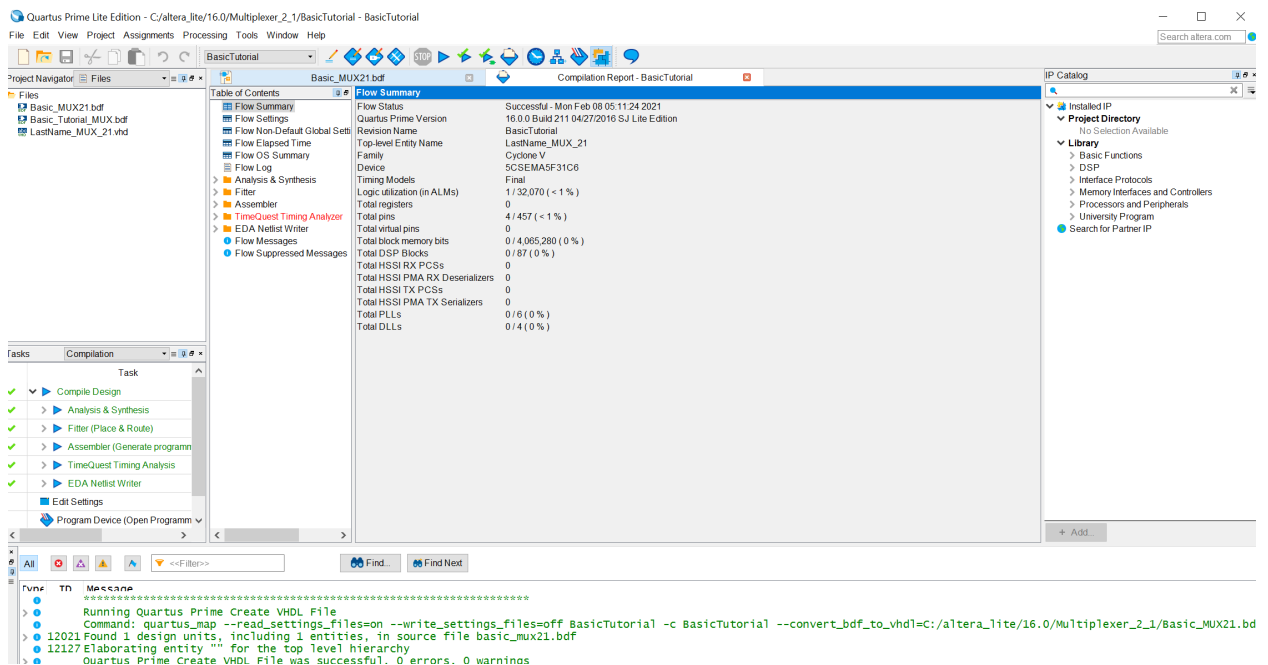 Quartus Prime Lite Edition - C:/altera_lite/16.0/Multiplexer_2_1/BasicTutorial - BasicTutorial
File Edit View Project Assignments Processing Tools Window Help
Search altera.com
BasicTutorial
STOP
Project Navigator Files
Files
Basic_MUX21.bdf
Basic_Tutorial_MUX.bdf
LastName_MUX_21.vhd
Basic_MUX21.bdf
Compilation Report - BasicTutorial
Table of Contents
Flow Summary
Flow Settings
Flow Non-Default Global Setti
Flow Elapsed Time
Flow OS Summary
Flow Log
Analysis & Synthesis
Fitter
Assembler
TimeQuest Timing Analyzer
EDA Netlist Writer
Flow Messages
Flow Suppressed Messages
Flow Summary
Flow Status Successful - Mon Feb 08 05:11:24 2021
Quartus Prime Version 16.0.0 Build 211 04/27/2016 SJ Lite Edition
Revision Name BasicTutorial
Top-level Entity Name LastName_MUX_21
Family Cyclone V
Device 5CSEMA5F31C6
Timing Models Final
Logic utilization (in ALMs) 1 / 32,070 ( < 1 % )
Total registers 0
Total pins 4 / 457 ( < 1 % )
Total virtual pins 0
Total block memory bits 0 / 4,065,280 ( 0 % )
Total DSP Blocks 0 / 87 ( 0 % )
Total HSSI RX PCSs 0
Total HSSI PMA RX Deserializers 0
Total HSSI TX PCSs 0
Total HSSI PMA TX Serializers 0
Total PLLs 0 / 6 ( 0 % )
Total DLLs 0 / 4 ( 0 % )
IP Catalog
Installed IP
Project Directory
No Selection Available
Library
Basic Functions
DSP
Interface Protocols
Memory Interfaces and Controllers
Processors and Peripherals
University Program
Search for Partner IP
+ Add...
Tasks Compilation
Task
Compile Design
Analysis & Synthesis
Fitter (Place & Route)
Assembler (Generate programm
TimeQuest Timing Analysis
EDA Netlist Writer
Edit Settings
Program Device (Open Programm
All
<<Filter>>
Find...
Find Next
Type ID Message
*******************************************************************
Running Quartus Prime Create VHDL File
Command: quartus_map --read_settings_files=on --write_settings_files=off BasicTutorial -c BasicTutorial --convert_bdf_to_vhdl=C:/altera_lite/16.0/Multiplexer_2_1/Basic_MUX21.bd
12021 Found 1 design units, including 1 entities, in source file basic_mux21.bdf
12127 Elaborating entity "" for the top level hierarchy
Quartus Prime Create VHDL File was successful. 0 errors, 0 warnings